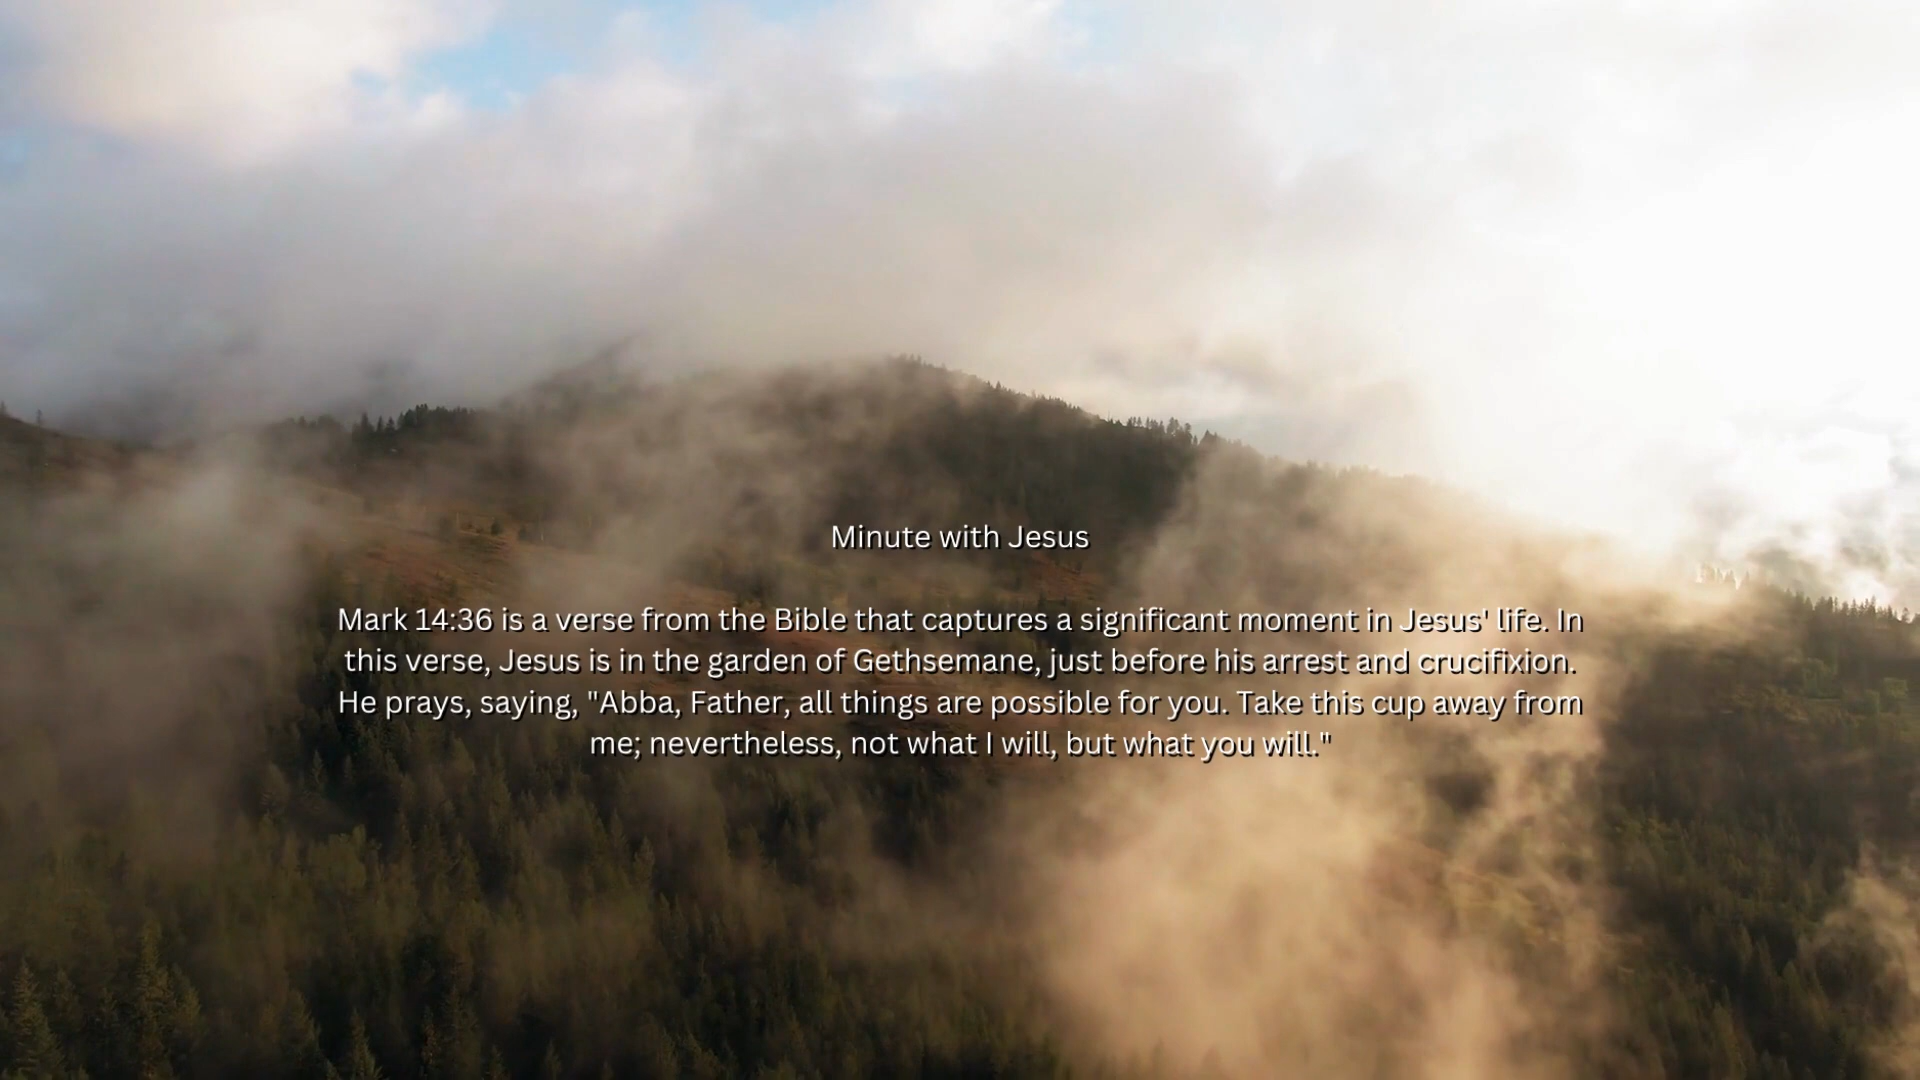 Minute with Jesus
Mark 14:36 is a verse from the Bible that captures a significant moment in Jesus' life. In
this verse, Jesus is in the garden of Gethsemane, just before his arrest and crucifixion.
He prays, saying, "Abba, Father, all things are possible for you. Take this cup away from
me; nevertheless, not what I will, but what you will."